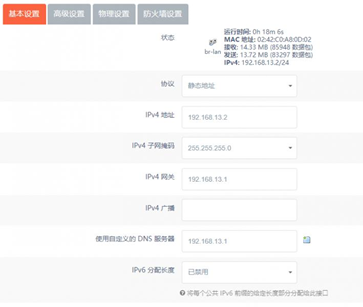 基本设置 高级设置 物理设置 防火墙设置
状态
br-lan
运行时间: 0h 18m 6s
MAC 地址: 02:42:C0:A8:0D:02
接收: 14.33 MB (85948 数据包)
发送: 13.72 MB (83297 数据包)
IPv4: 192.168.13.2/24
协议 静态地址
IPv4 地址 192.168.13.2
IPv4 子网掩码 255.255.255.0
IPv4 网关 192.168.13.1
IPv4 广播
使用自定义的 DNS 服务器 192.168.13.1
IPv6 分配长度 已禁用
将每个公共 IPv6 前缀的给定长度部分分配给此接口